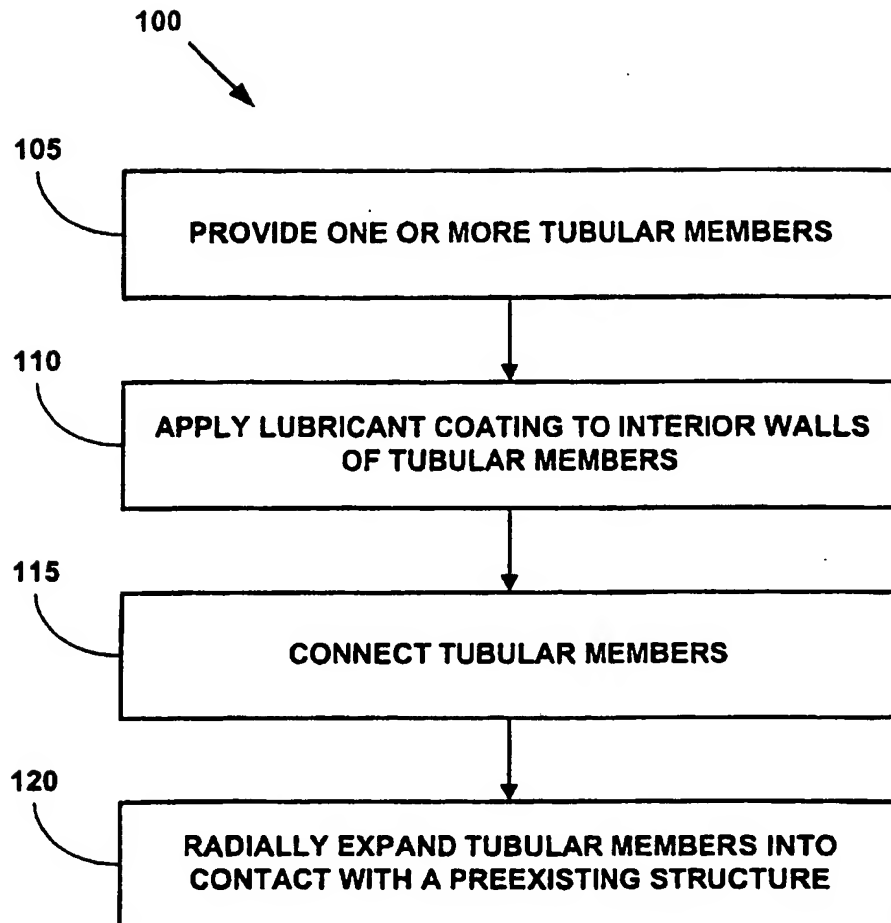 100
105
PROVIDE ONE OR MORE TUBULAR MEMBERS
110
APPLY LUBRICANT COATING TO INTERIOR WALLS
OF TUBULAR MEMBERS
115
CONNECT TUBULAR MEMBERS
120
RADIALLY EXPAND TUBULAR MEMBERS INTO
CONTACT WITH A PREEXISTING STRUCTURE